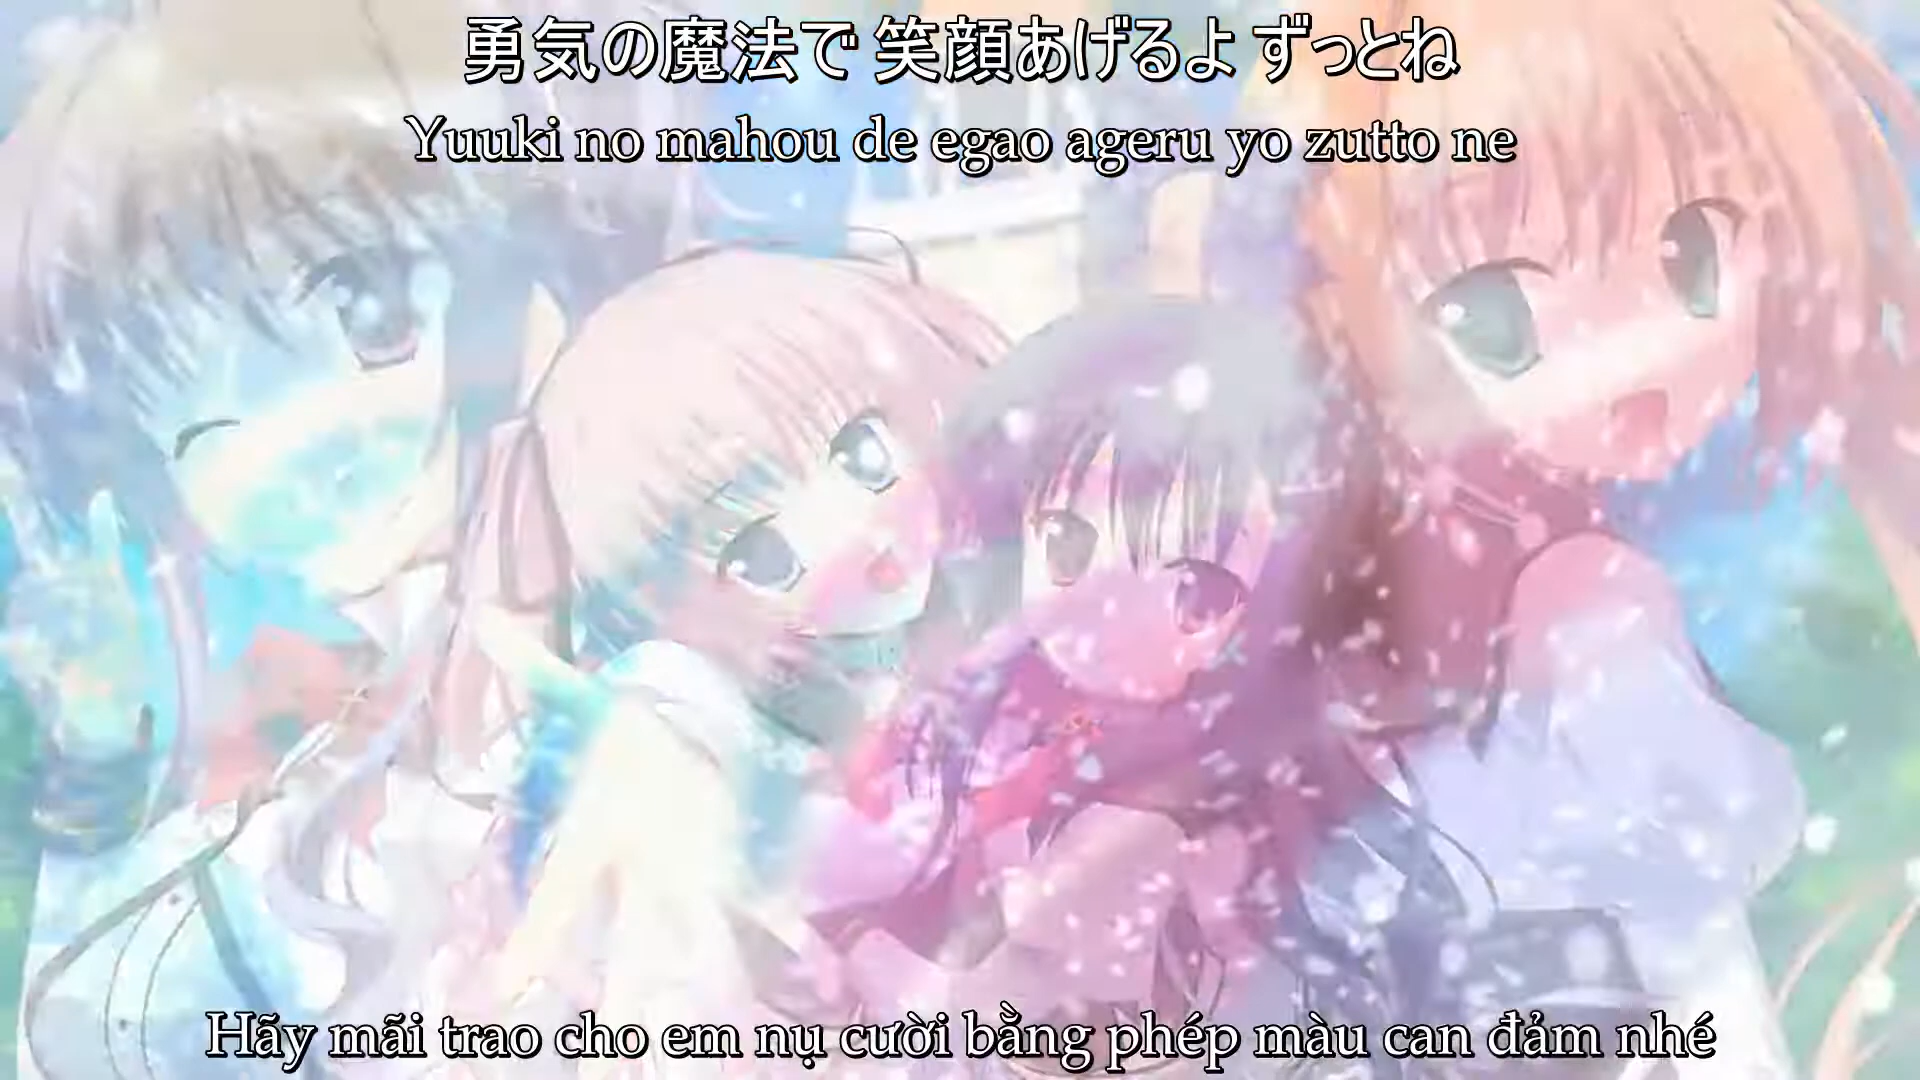 勇気の魔法で 笑顔あげるよ ずっとね
Yuuki no mahou de egao ageru yo zutto ne
Hãy mãi trao cho em nụ cười bằng phép màu can đảm nhé